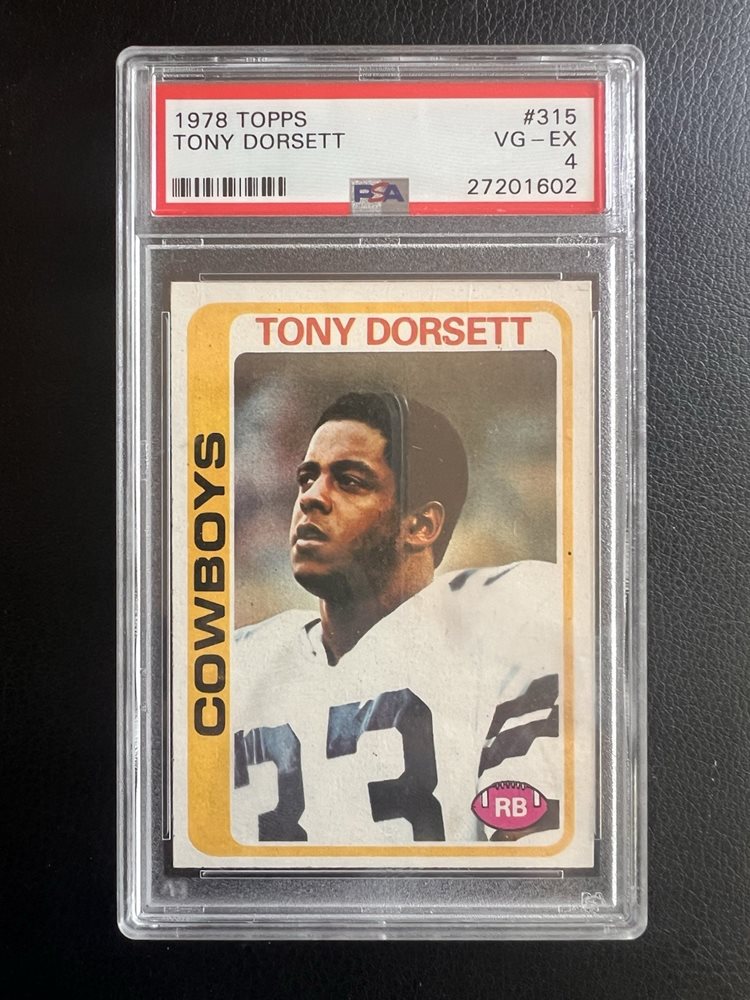 1978 TOPPS #315
TONY DORSETT VG-EX
4
PSA 27201602
TONY DORSETT
COWBOYS
33
RB